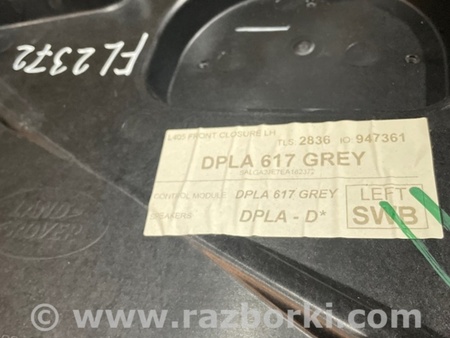 FL2372
L405 FRONT CLOSURE LH
TLS. 2836 ID: 947361
DPLA 617 GREY
CONTROL MODULE DPLA 617 GREY
SPEAKERS DPLA - D*
LEFT
SWB
LAND
ROVER
© www.razborki.com